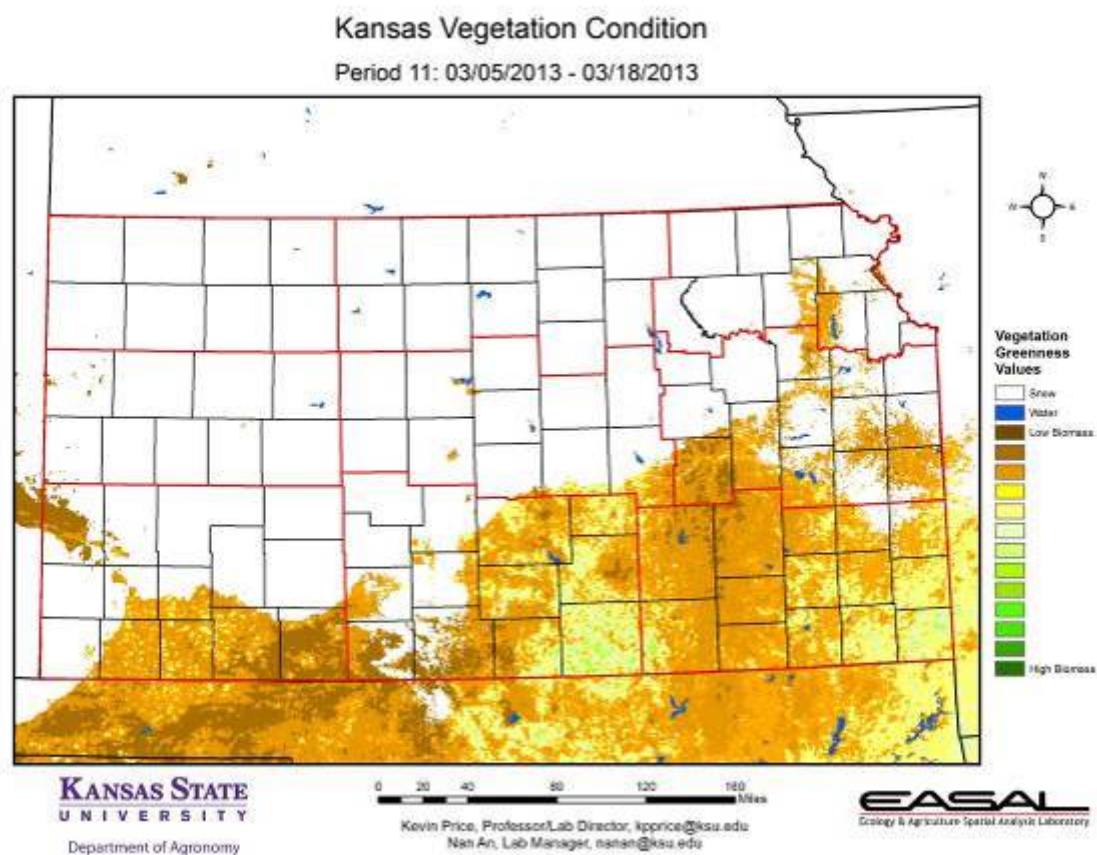 Kansas Vegetation Condition
Period 11: 03/05/2013 - 03/18/2013
N
W E
S
Vegetation
Greenness
Values
Snow
Water
Low Biomass
High Biomass
KANSAS STATE
UNIVERSITY
Department of Agronomy
0 20 40 80 120 160
Miles
Kevin Price, Professor/Lab Director, kpprice@ksu.edu
Nan An, Lab Manager, nanan@ksu.edu
EASAL
Ecology & Agriculture Spatial Analysis Laboratory